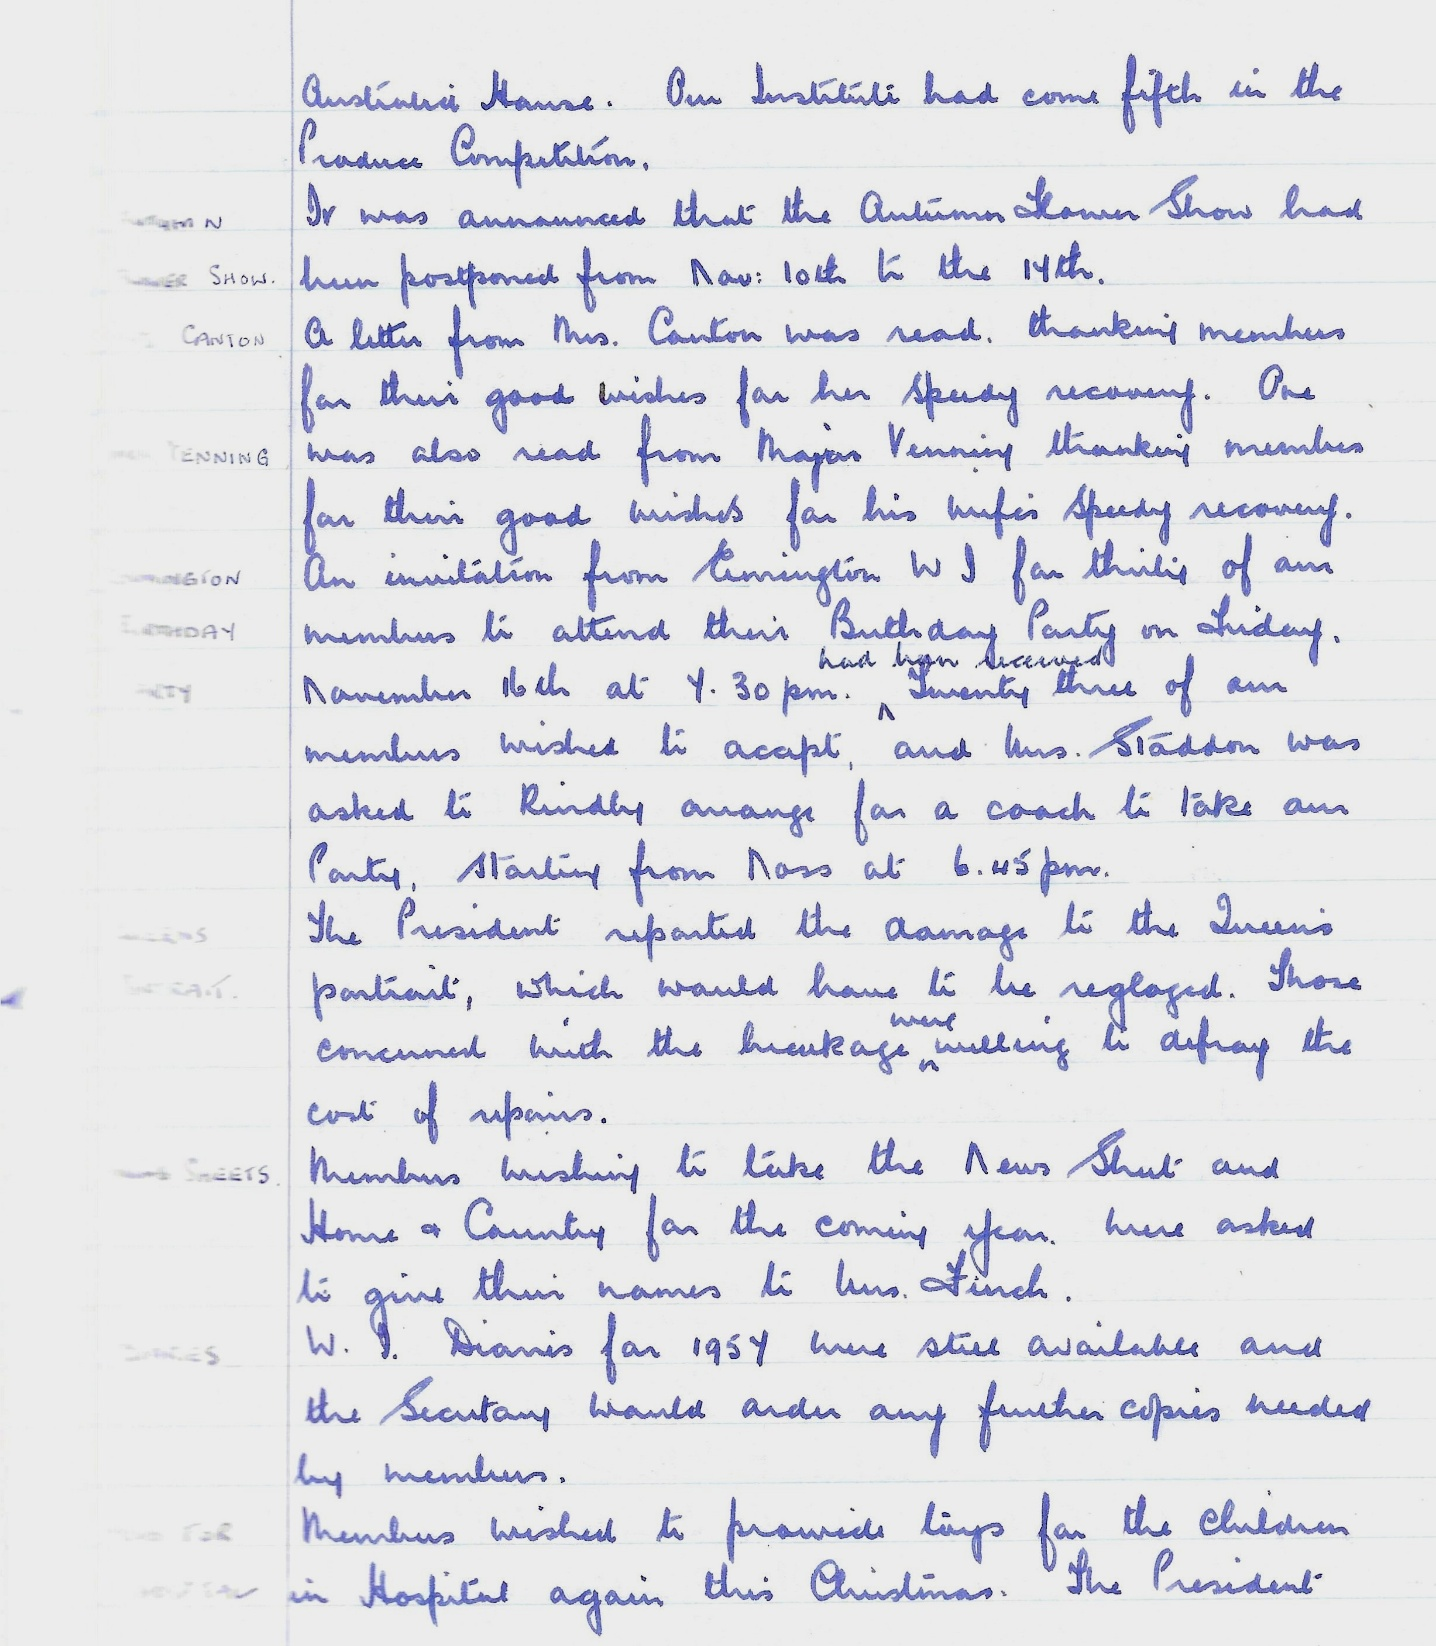 Australia House. Our Institute had come fifth in the
Produce Competition.
It was announced that the Autumn Flower Show had
SHOW. been postponed from Nov: 10th to the 14th.
CANTON A letter from Mrs. Canton was read. thanking members
for their good wishes for her speedy recovery. One
VENNING was also read from Major Venning thanking members
for their good wishes for his wife's speedy recovery.
An invitation from W I for thirty of our
BIRTHDAY members to attend their Birthday Party on Friday,
had been received
PARTY November 16th at 7.30 pm. ^ Twenty three of our
members wished to accept, and Mrs. Staddon was
asked to kindly arrange for a coach to take our
Party, starting from Noss at 6.45 pm.
The President reported the damage to the Queen's
portrait, which would have to be reglazed. Those
were
concerned with the breakage ^ willing to defray the
cost of repairs.
SHEETS. Members wishing to take the News Sheet and
Home & Country for the coming year. were asked
to give their names to Mrs. Finch.
DIARIES W. I. Diaries for 1957 were still available and
the Secretary would order any further copies needed
by members.
FOR Members wished to provide toys for the children
in Hospital again this Christmas. The President